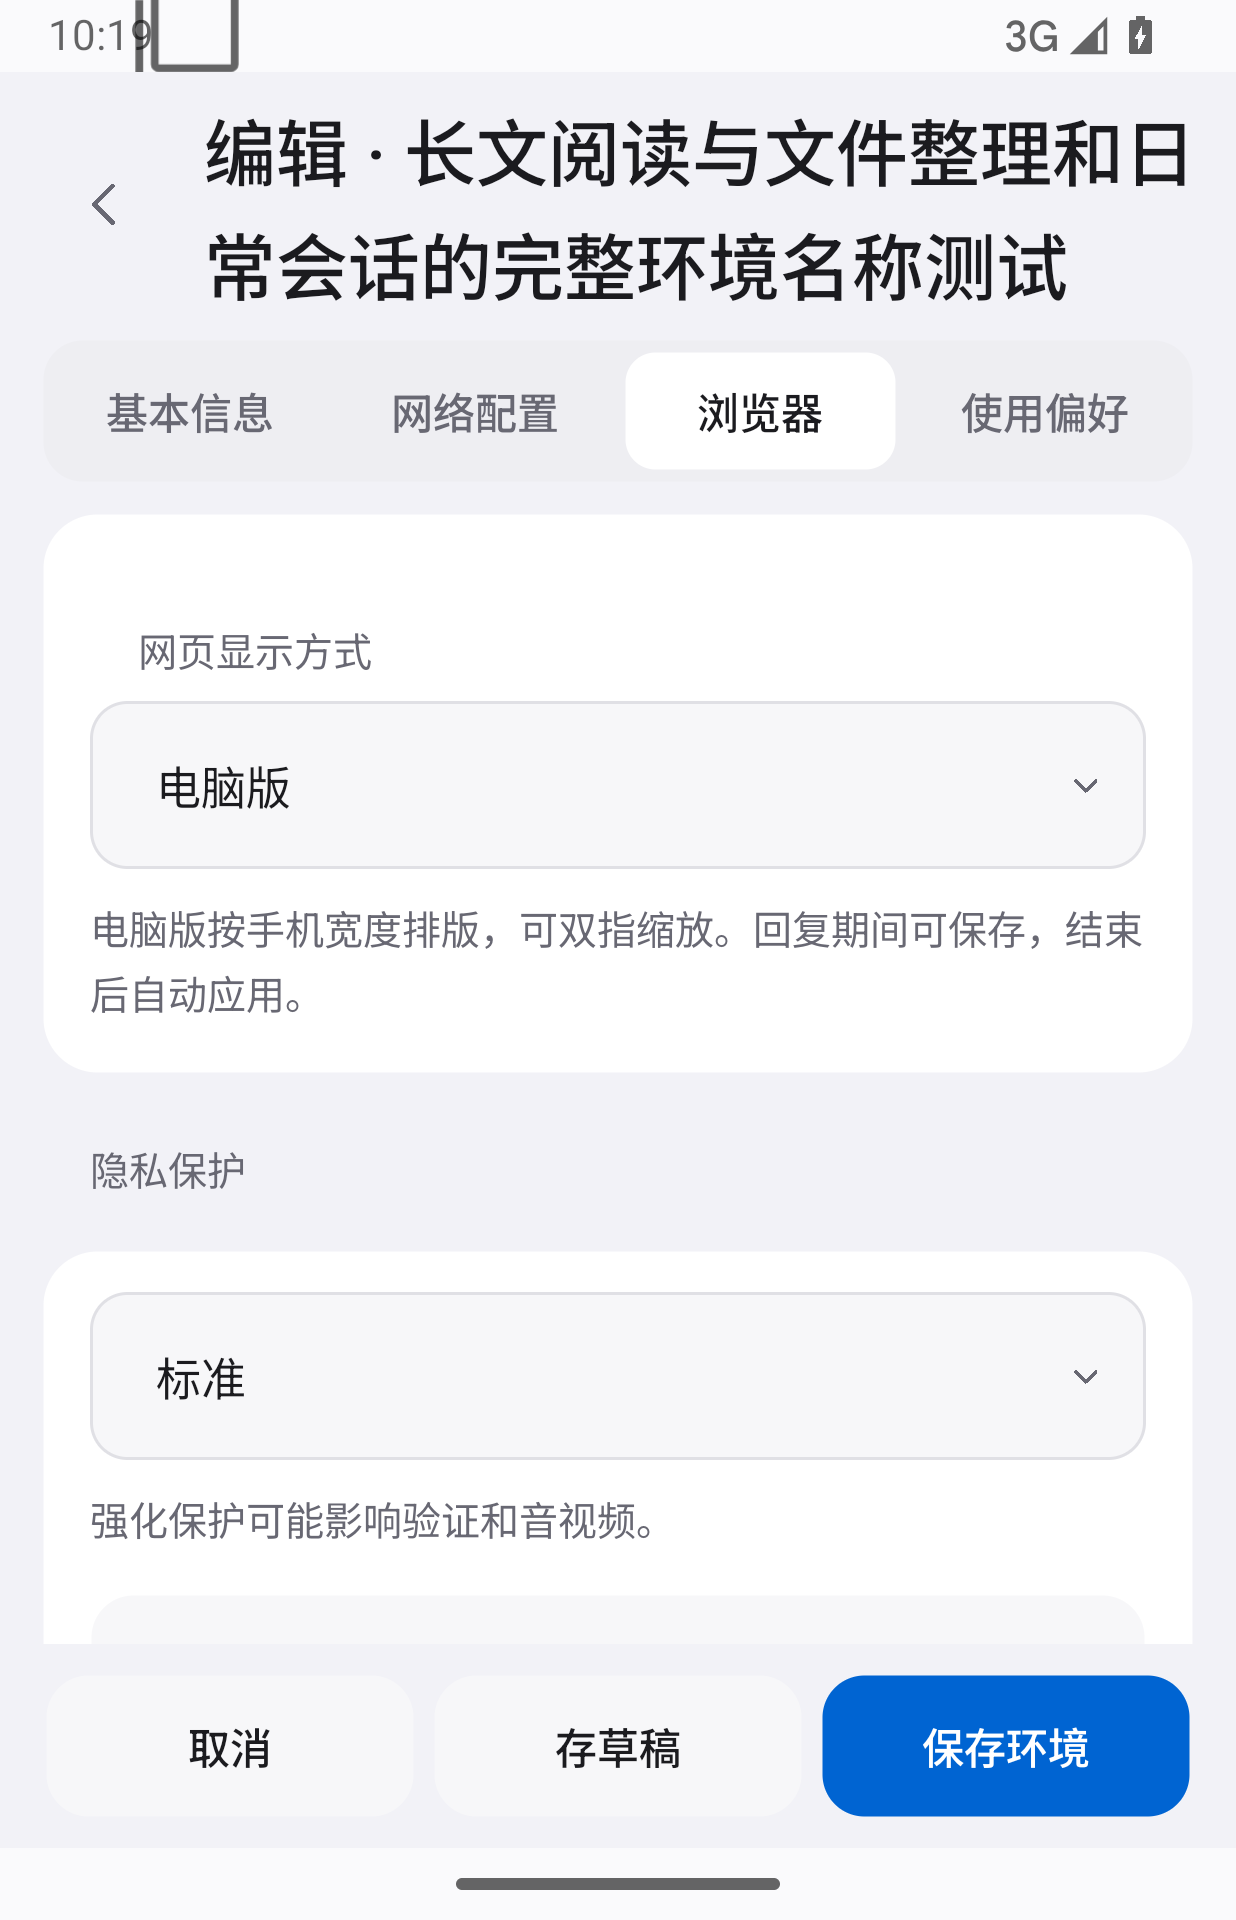 10:19
3G
编辑 · 长文阅读与文件整理和日
常会话的完整环境名称测试
基本信息
网络配置
浏览器
使用偏好
网页显示方式
电脑版
电脑版按手机宽度排版，可双指缩放。回复期间可保存，结束
后自动应用。
隐私保护
标准
强化保护可能影响验证和音视频。
取消
存草稿
保存环境